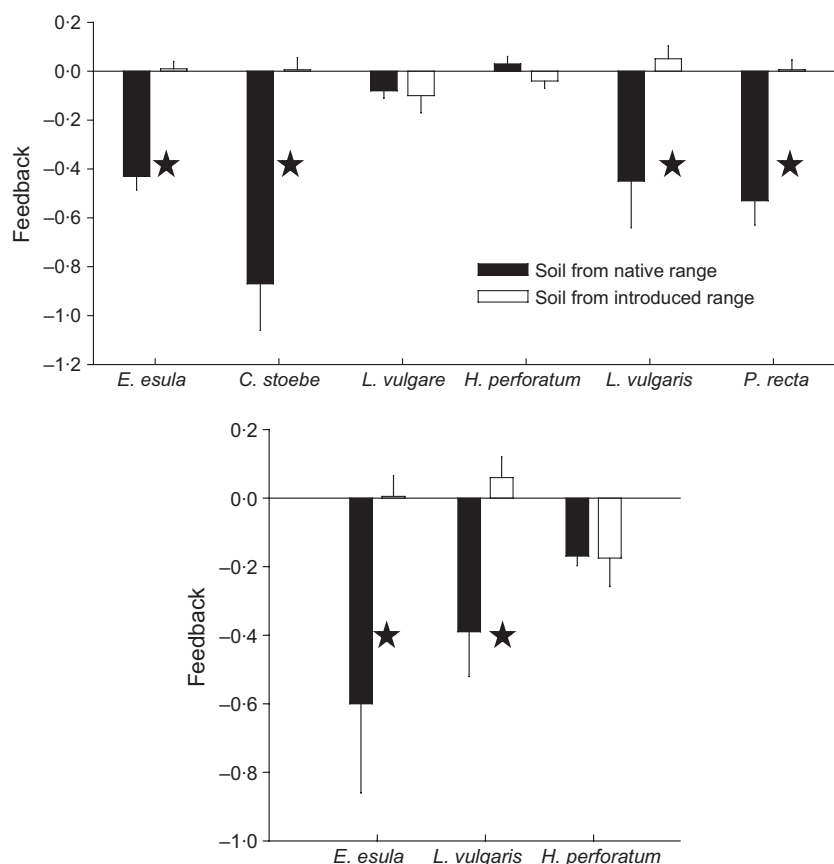 0·2
0·0
–0·2
–0·4
–0·6
–0·8
–1·0
–1·2
Feedback
Soil from native range
Soil from introduced range
E. esula C. stoebe L. vulgare H. perforatum L. vulgaris P. recta
0·2
0·0
–0·2
–0·4
–0·6
–0·8
–1·0
Feedback
E. esula L. vulgaris H. perforatum